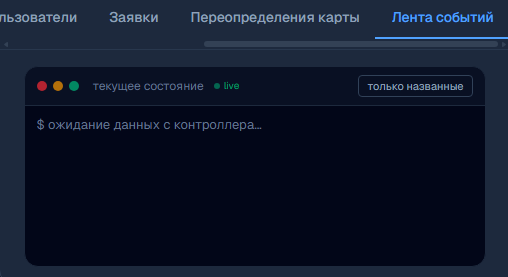 льзователи Заявки Переопределения карты Лента событий
текущее состояние live только названные
$ ожидание данных с контроллера...